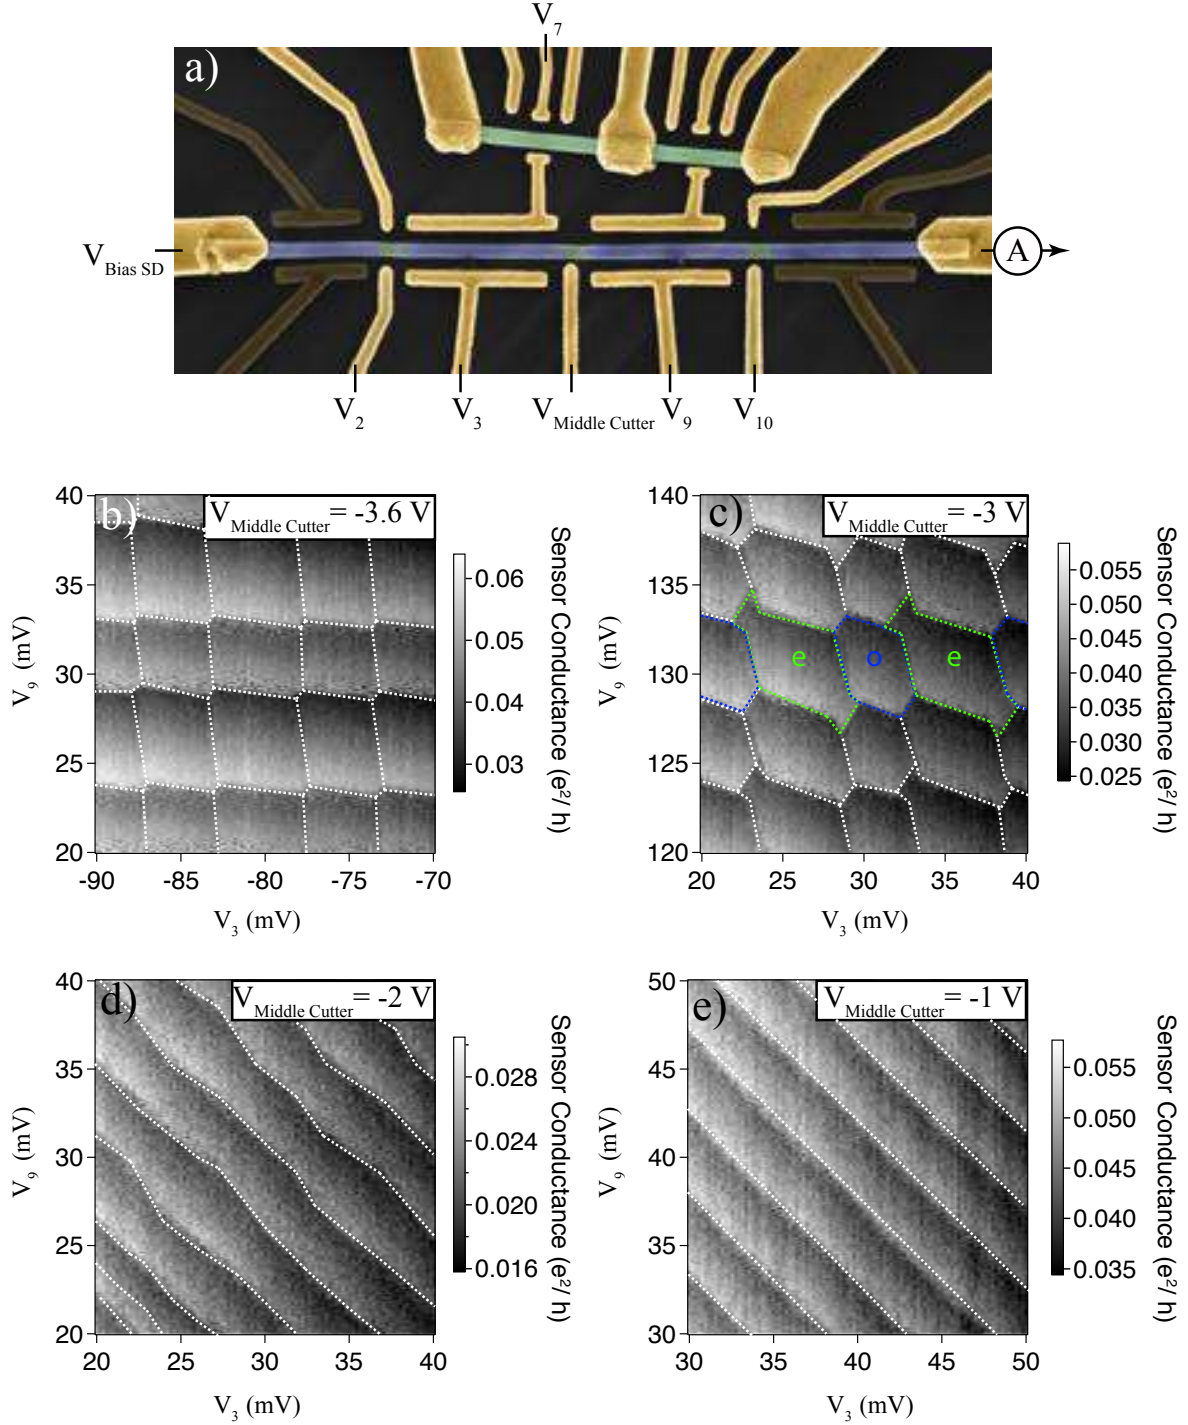 V7
a)
VBias SD
A
V2
V3
VMiddle Cutter
V9
V10
b)
VMiddle Cutter = -3.6 V
40
35
30
25
20
V9 (mV)
-90
-85
-80
-75
-70
V3 (mV)
0.06
0.05
0.04
0.03
Sensor Conductance (e²/ h)
c)
VMiddle Cutter = -3 V
140
135
130
125
120
V9 (mV)
e
o
e
20
25
30
35
40
V3 (mV)
0.055
0.050
0.045
0.040
0.035
0.030
0.025
Sensor Conductance (e²/ h)
d)
VMiddle Cutter = -2 V
40
35
30
25
20
V9 (mV)
20
25
30
35
40
V3 (mV)
0.028
0.024
0.020
0.016
Sensor Conductance (e²/ h)
e)
VMiddle Cutter = -1 V
50
45
40
35
30
V9 (mV)
30
35
40
45
50
V3 (mV)
0.055
0.050
0.045
0.040
0.035
Sensor Conductance (e²/ h)